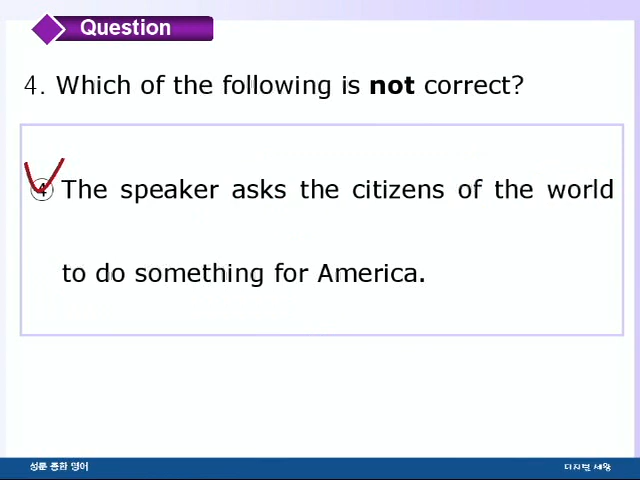 Question
4. Which of the following is not correct?
④ The speaker asks the citizens of the world
to do something for America.
성문 종합 영어
디지털 세왕